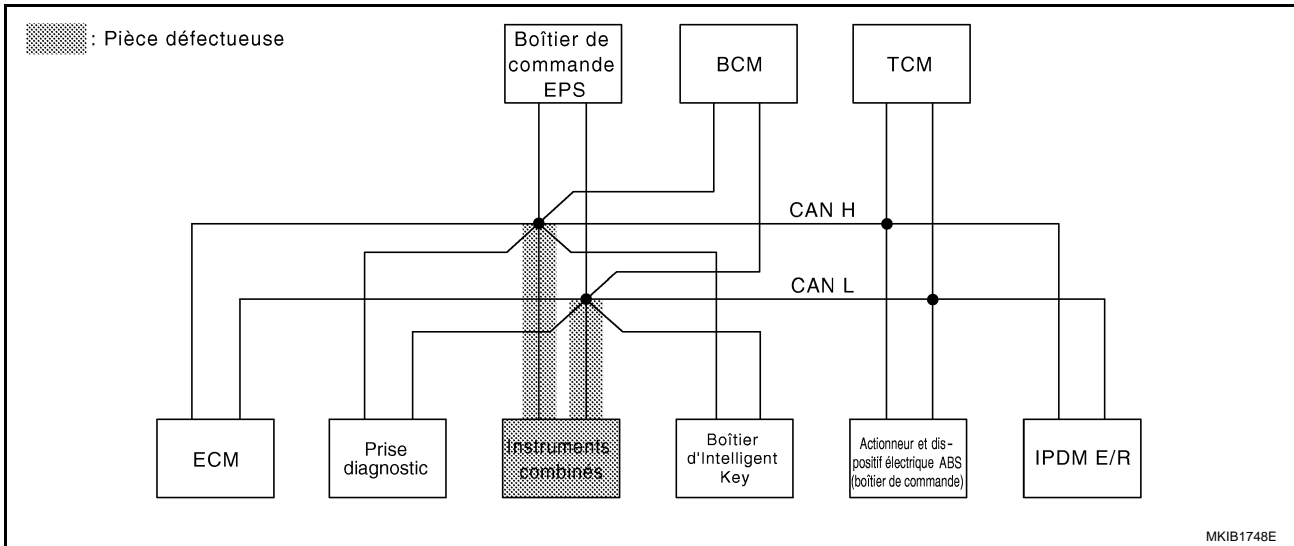 : Pièce défectueuse
Boîtier de
commande
EPS
BCM
TCM
CAN H
CAN L
ECM
Prise
diagnostic
Instruments
combinés
Boîtier
d'Intelligent
Key
Actionneur et dis-
positif électrique ABS
(boîtier de commande)
IPDM E/R
MKIB1748E